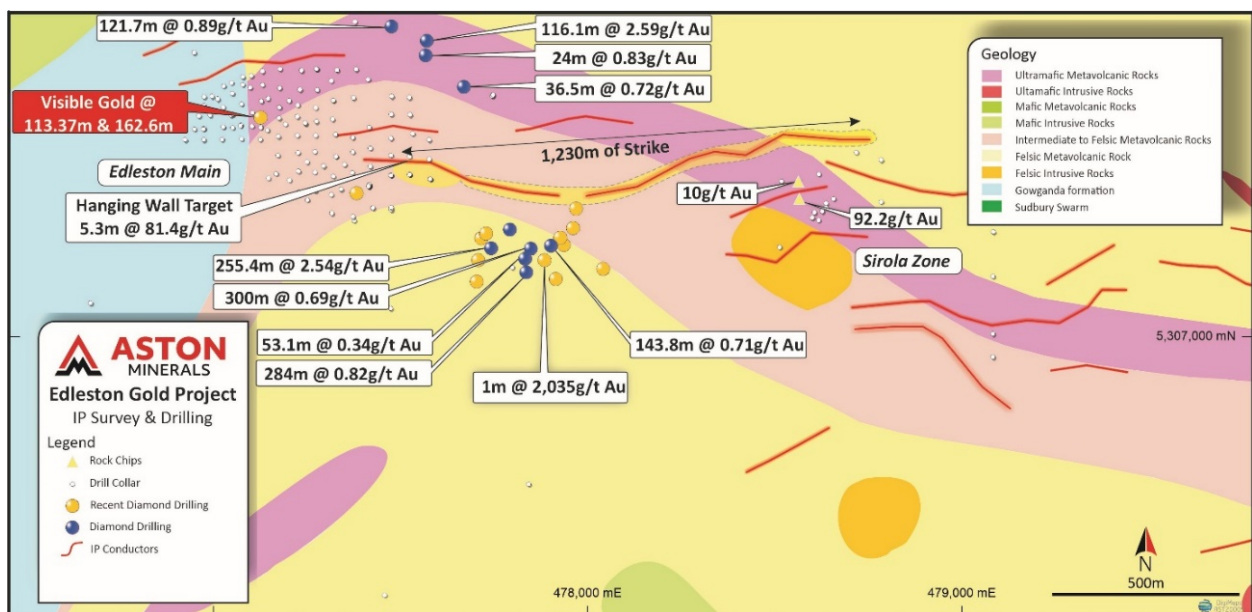 121.7m @ 0.89g/t Au
116.1m @ 2.59g/t Au
24m @ 0.83g/t Au
36.5m @ 0.72g/t Au
Visible Gold @
113.37m & 162.6m
Edleston Main
1,230m of Strike
Hanging Wall Target
5.3m @ 81.4g/t Au
10g/t Au
92.2g/t Au
Sirola Zone
255.4m @ 2.54g/t Au
300m @ 0.69g/t Au
53.1m @ 0.34g/t Au
284m @ 0.82g/t Au
143.8m @ 0.71g/t Au
1m @ 2,035g/t Au
Geology
Ultramafic Metavolcanic Rocks
Ultamafic Intrusive Rocks
Mafic Metavolcanic Rocks
Mafic Intrusive Rocks
Intermediate to Felsic Metavolcanic Rocks
Felsic Metavolcanic Rock
Felsic Intrusive Rocks
Gowganda formation
Sudbury Swarm
5,307,000 mN
ASTON
MINERALS
Edleston Gold Project
IP Survey & Drilling
Legend
Rock Chips
Drill Collar
Recent Diamond Drilling
Diamond Drilling
IP Conductors
478,000 mE
479,000 mE
N
500m